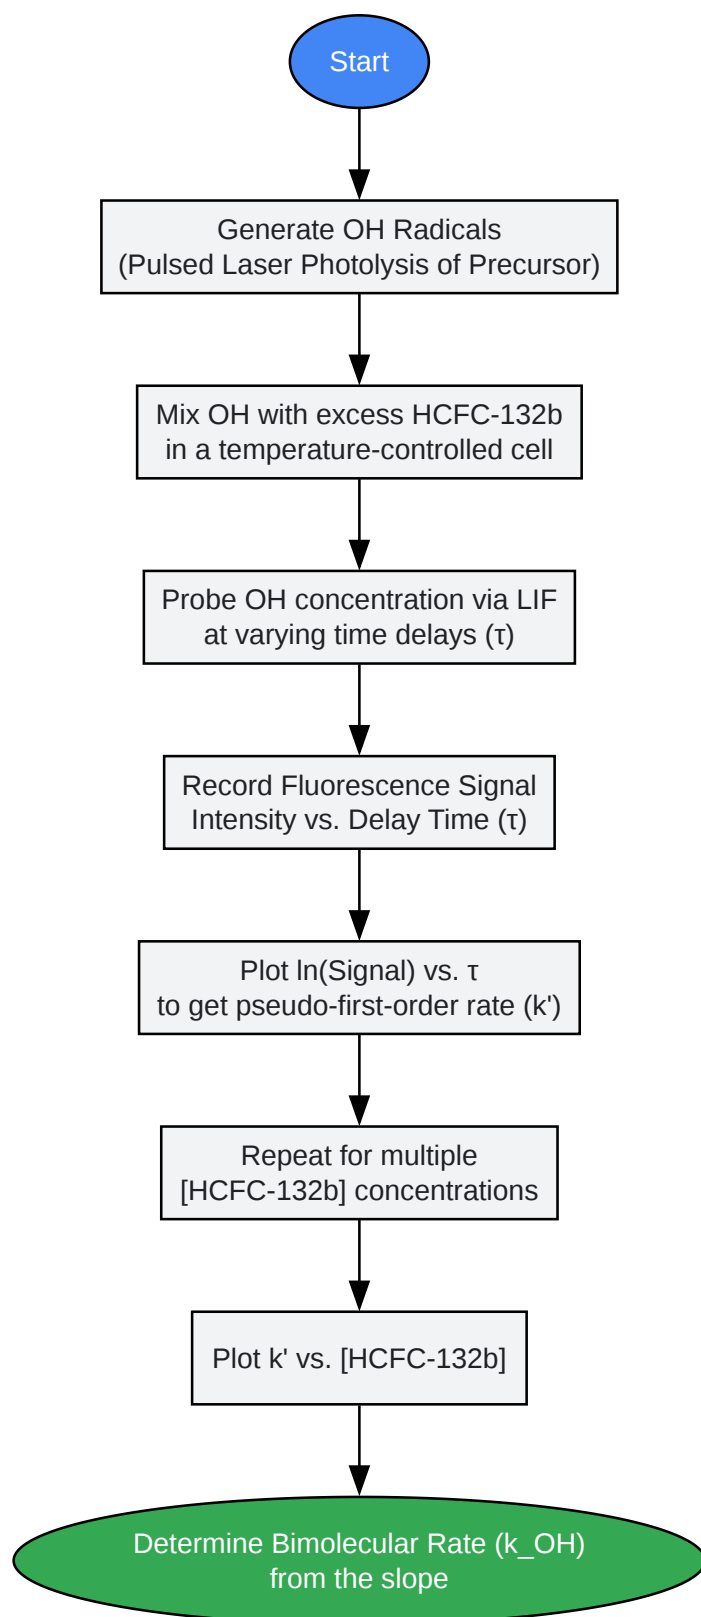 Start
Generate OH Radicals
(Pulsed Laser Photolysis of Precursor)
Mix OH with excess HCFC-132b
in a temperature-controlled cell
Probe OH concentration via LIF
at varying time delays (τ)
Record Fluorescence Signal
Intensity vs. Delay Time (τ)
Plot ln(Signal) vs. τ
to get pseudo-first-order rate (k')
Repeat for multiple
[HCFC-132b] concentrations
Plot k' vs. [HCFC-132b]
Determine Bimolecular Rate (k_OH)
from the slope